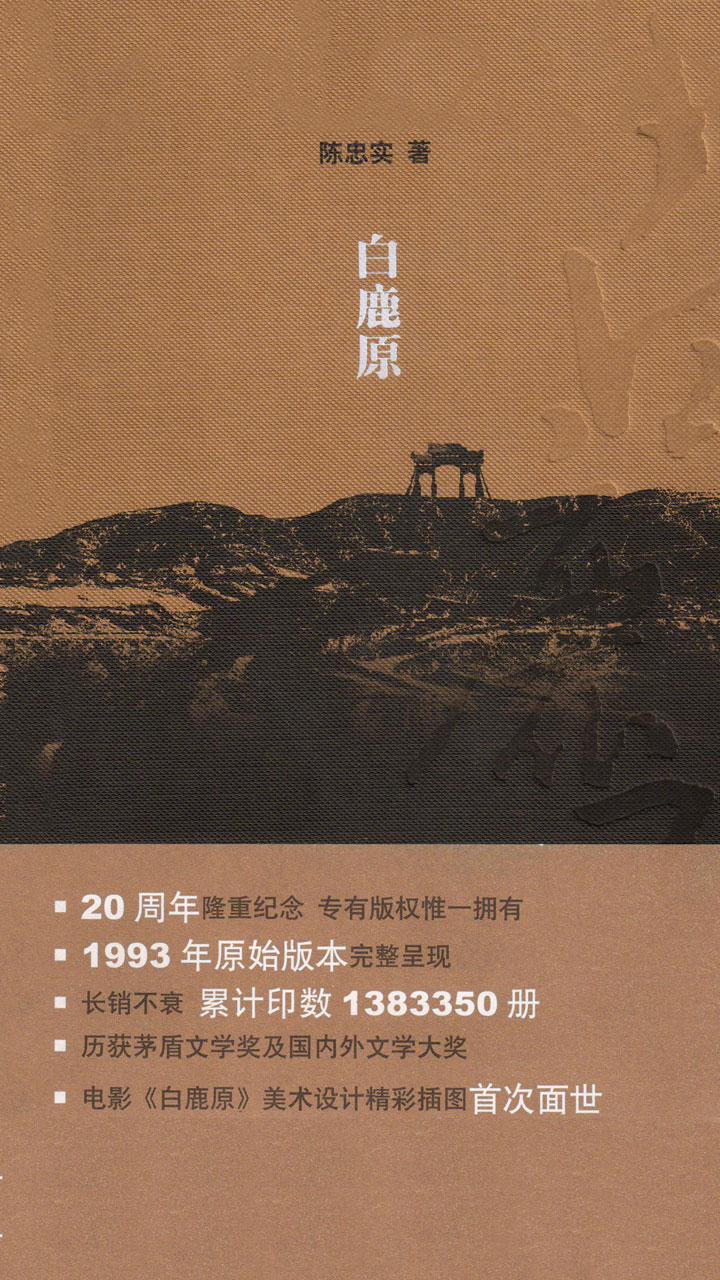 陈忠实 著
白鹿原
20 周年隆重纪念 专有版权惟一拥有
1993 年原始版本完整呈现
长销不衰 累计印数 1383350 册
历获茅盾文学奖及国内外文学大奖
电影《白鹿原》美术设计精彩插图首次面世